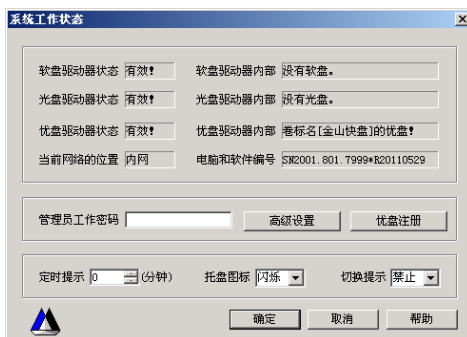 系统工作状态
软盘驱动器状态 有效! 软盘驱动器内部 没有软盘。
光盘驱动器状态 有效! 光盘驱动器内部 没有光盘。
优盘驱动器状态 有效! 优盘驱动器内部 卷标名[金山快盘]的优盘!
当前网络的位置 内网 电脑和软件编号 SN2001.801.7999*R20110529
管理员工作密码 高级设置 优盘注册
定时提示 0 (分钟) 托盘图标 闪烁 切换提示 禁止
确定 取消 帮助